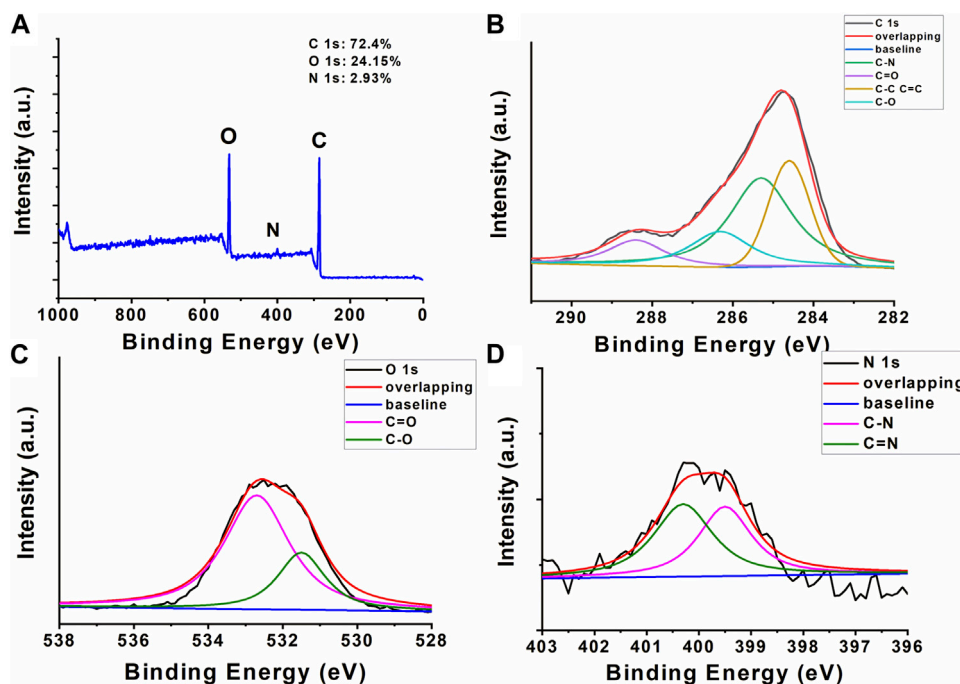 A
C 1s: 72.4%
O 1s: 24.15%
N 1s: 2.93%
O
C
N
Intensity (a.u.)
1000 800 600 400 200 0
Binding Energy (eV)
B
C 1s
overlapping
baseline
C-N
C=O
C-C C=C
C-O
Intensity (a.u.)
290 288 286 284 282
Binding Energy (eV)
C
O 1s
overlapping
baseline
C=O
C-O
Intensity (a.u.)
538 536 534 532 530 528
Binding Energy (eV)
D
N 1s
overlapping
baseline
C-N
C=N
Intensity (a.u.)
403 402 401 400 399 398 397 396
Binding Energy (eV)